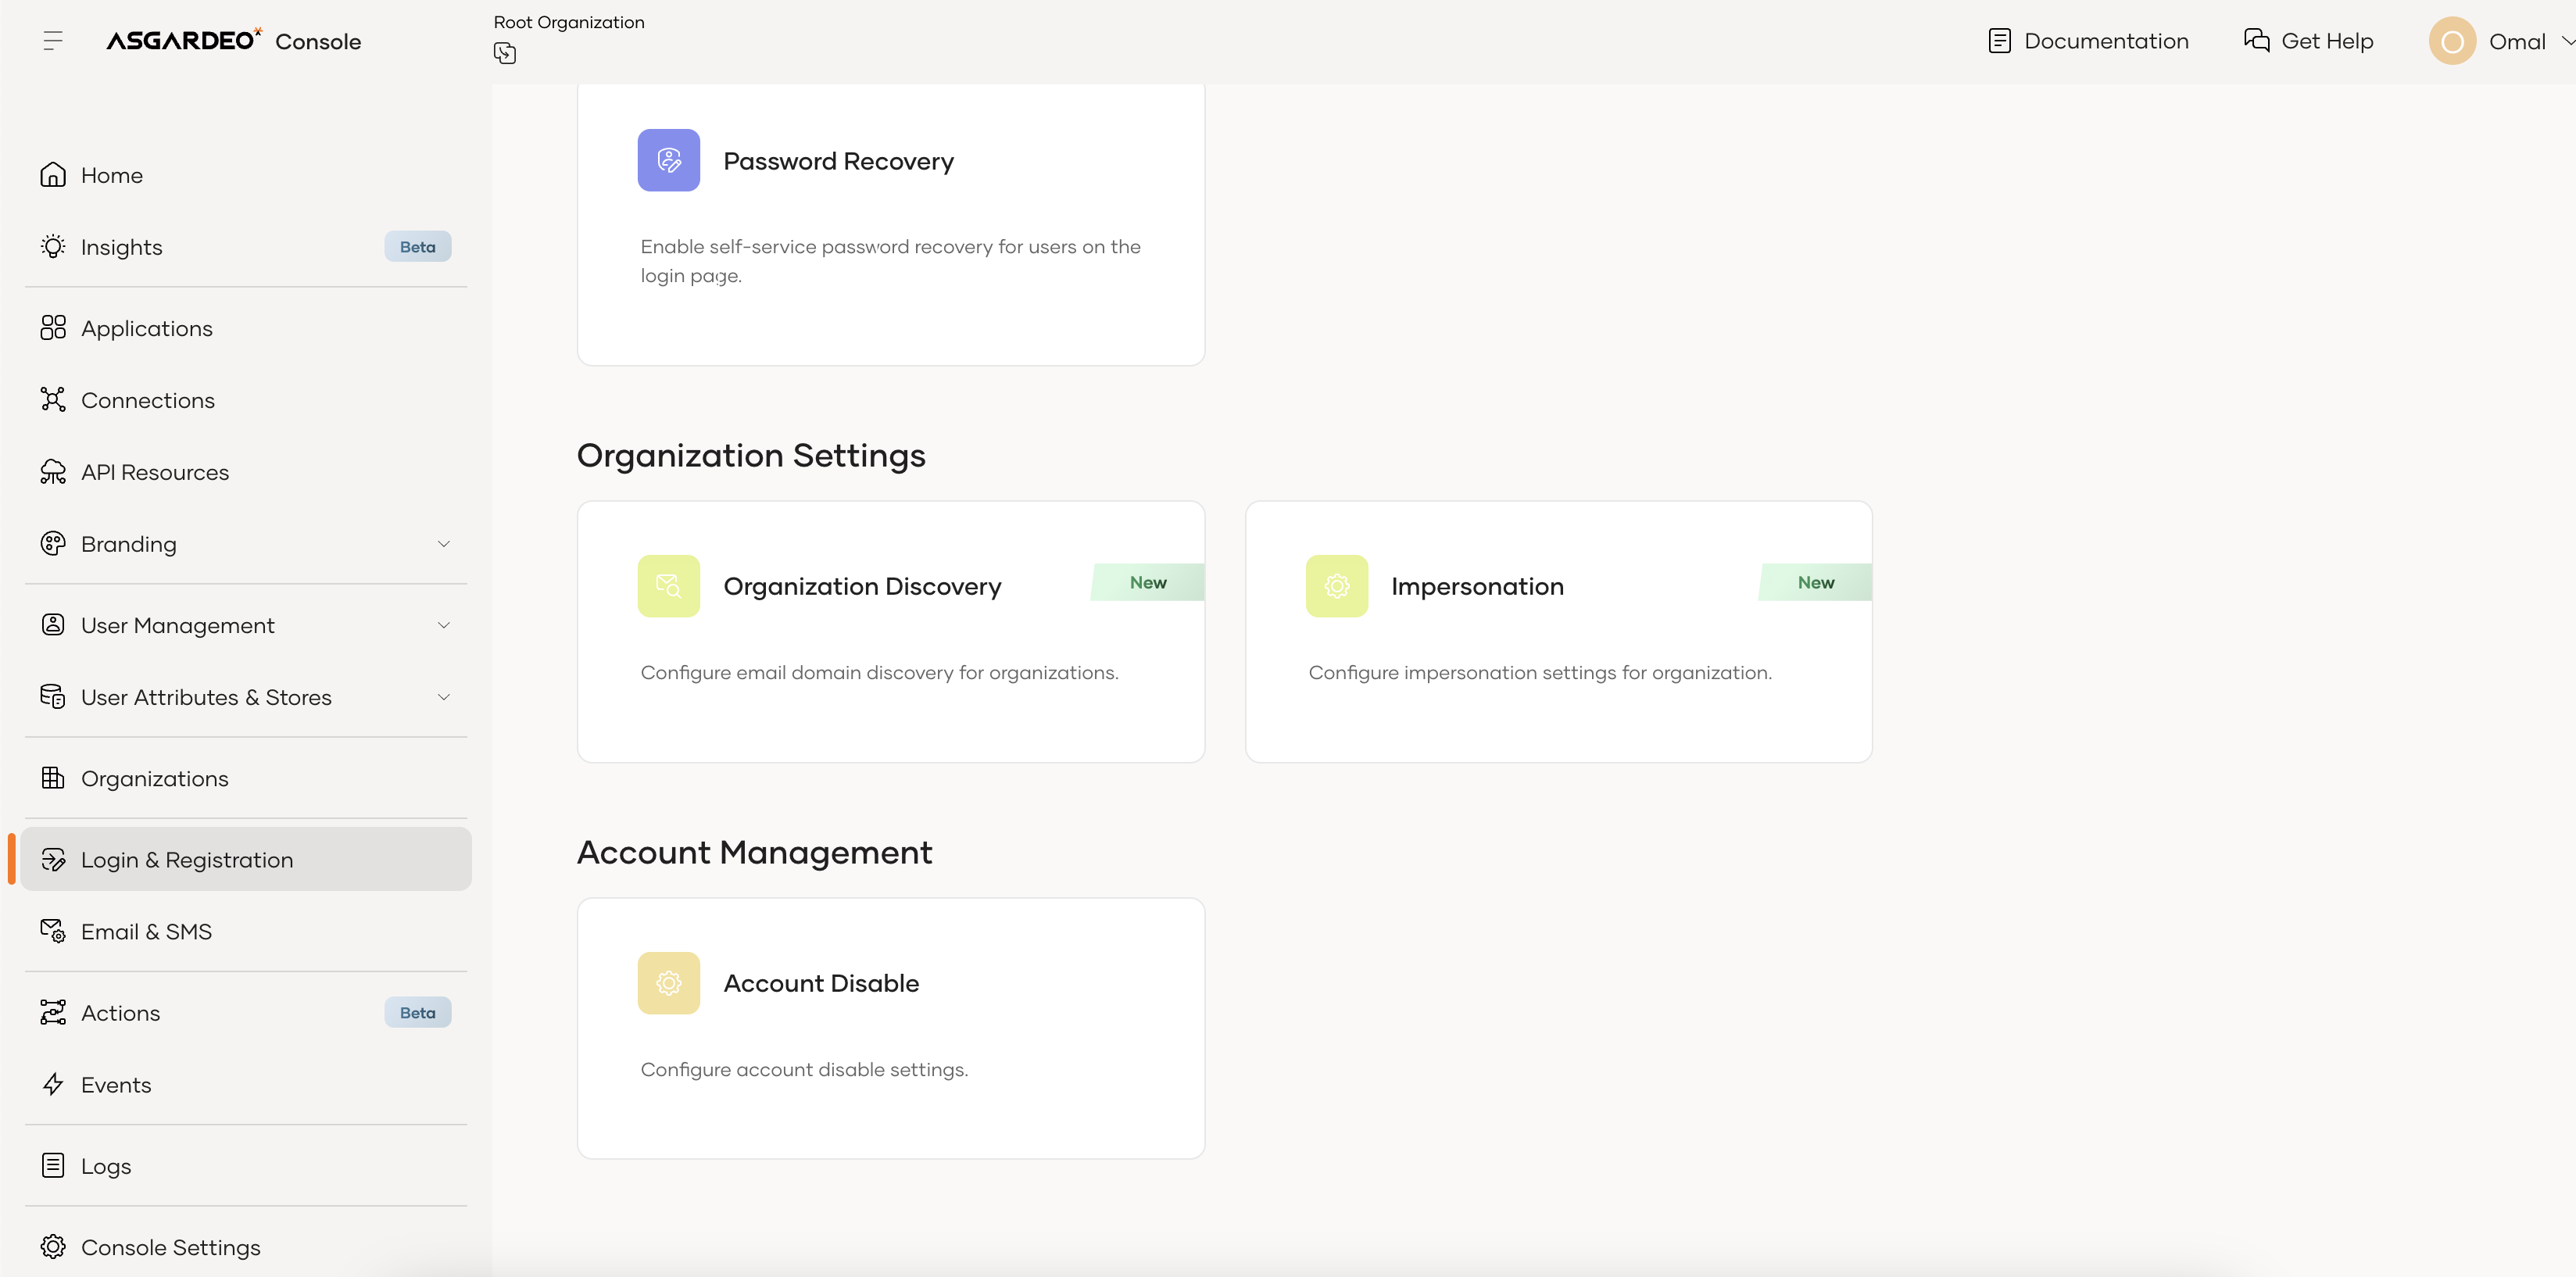 ASGARDEO Console
Root Organization
Documentation
Get Help
O
Omal
Home
Insights
Beta
Applications
Connections
API Resources
Branding
User Management
User Attributes & Stores
Organizations
Login & Registration
Email & SMS
Actions
Beta
Events
Logs
Console Settings
Password Recovery
Enable self-service password recovery for users on the
login page.
Organization Settings
Organization Discovery
New
Configure email domain discovery for organizations.
Impersonation
New
Configure impersonation settings for organization.
Account Management
Account Disable
Configure account disable settings.